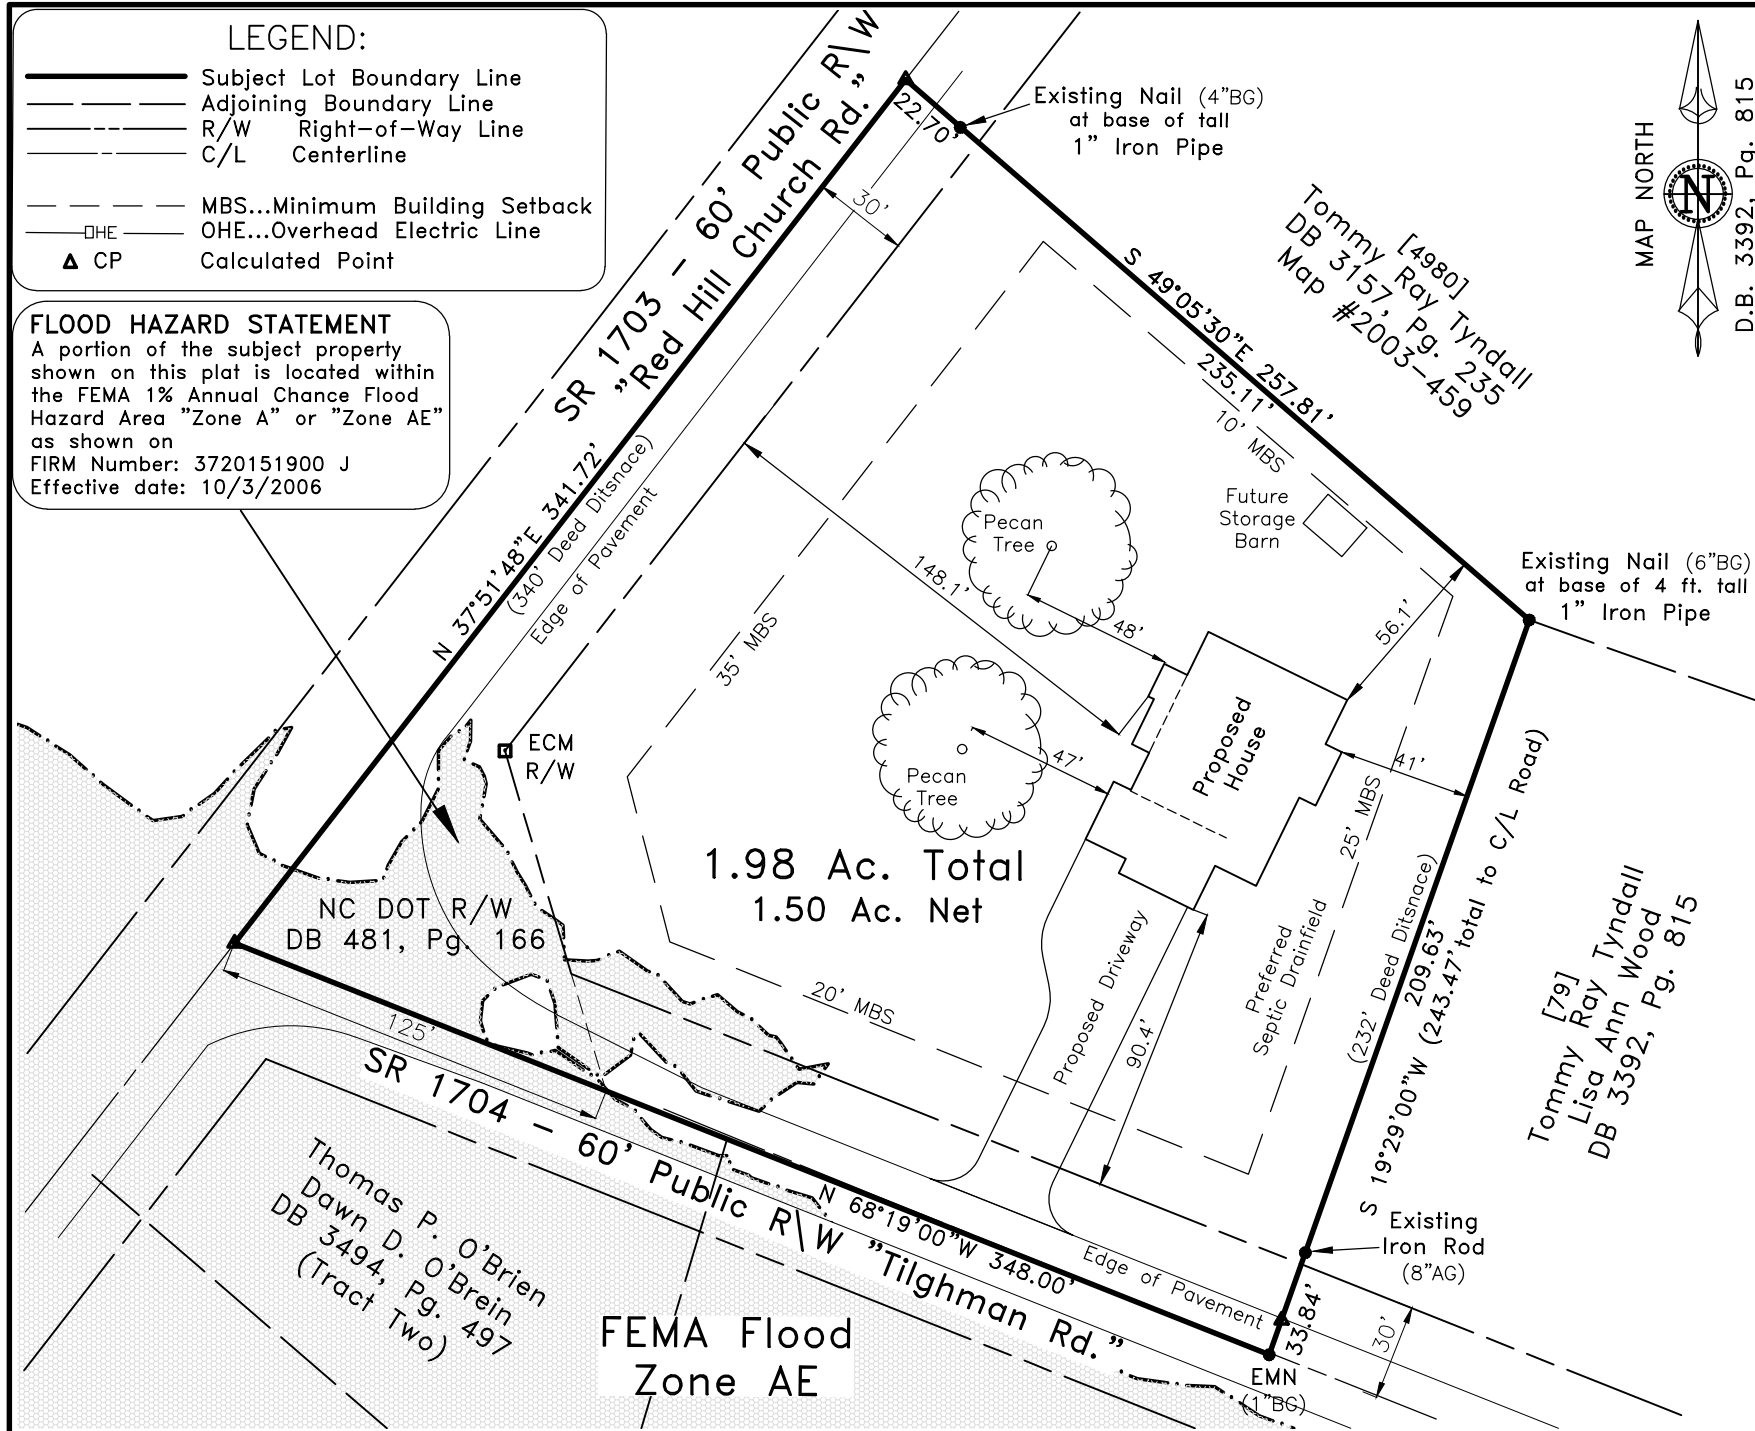 LEGEND:
Subject Lot Boundary Line
Adjoining Boundary Line
R/W Right-of-Way Line
C/L Centerline
MBS...Minimum Building Setback
OHE OHE...Overhead Electric Line
CP Calculated Point
FLOOD HAZARD STATEMENT
A portion of the subject property
shown on this plat is located within
the FEMA 1% Annual Chance Flood
Hazard Area "Zone A" or "Zone AE"
as shown on
FIRM Number: 3720151900 J
Effective date: 10/3/2006
SR 1703 - 60' Public R\W
"Red Hill Church Rd."
22.70'
Existing Nail (4"BG)
at base of tall
1" Iron Pipe
30'
MAP NORTH
N
D.B. 3392, Pg. 815
[4980]
Tommy Ray Tyndall
DB 3157, Pg. 235
Map #2003-459
S 49°05'30"E 257.81'
235.11'
10' MBS
N 37°51'48"E 341.72'
(340' Deed Ditsnace)
Edge of Pavement
35' MBS
148.1'
Pecan
Tree
48'
Future
Storage
Barn
56.1'
Existing Nail (6"BG)
at base of 4 ft. tall
1" Iron Pipe
Pecan
Tree
47'
Proposed
House
41'
25' MBS
ECM
R/W
1.98 Ac. Total
1.50 Ac. Net
NC DOT R/W
DB 481, Pg. 166
20' MBS
125'
Proposed Driveway
90.4'
Preferred
Septic Drainfield
(232' Deed Ditsnace)
209.63'
S 19°29'00"W (243.47' total to C/L Road)
[79]
Tommy Ray Tyndall
Lisa Ann Wood
DB 3392, Pg. 815
SR 1704 - 60' Public R\W "Tilghman Rd."
N 68°19'00"W 348.00'
Edge of Pavement
Existing
Iron Rod
(8"AG)
33.84'
30'
EMN
(1"BG)
Thomas P. O'Brien
Dawn D. O'Brein
DB 3494, Pg. 497
(Tract Two)
FEMA Flood
Zone AE